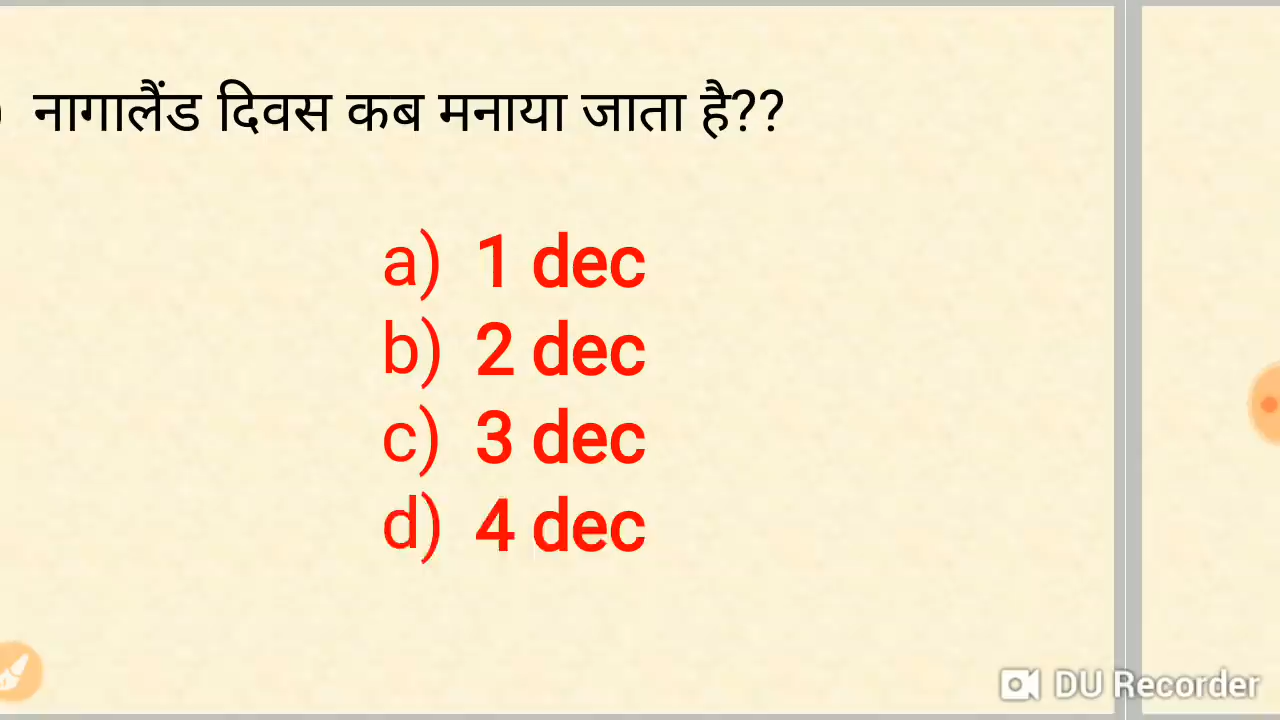 ) नागालैंड दिवस कब मनाया जाता है??
a) 1 dec
b) 2 dec
c) 3 dec
d) 4 dec
DU Recorder